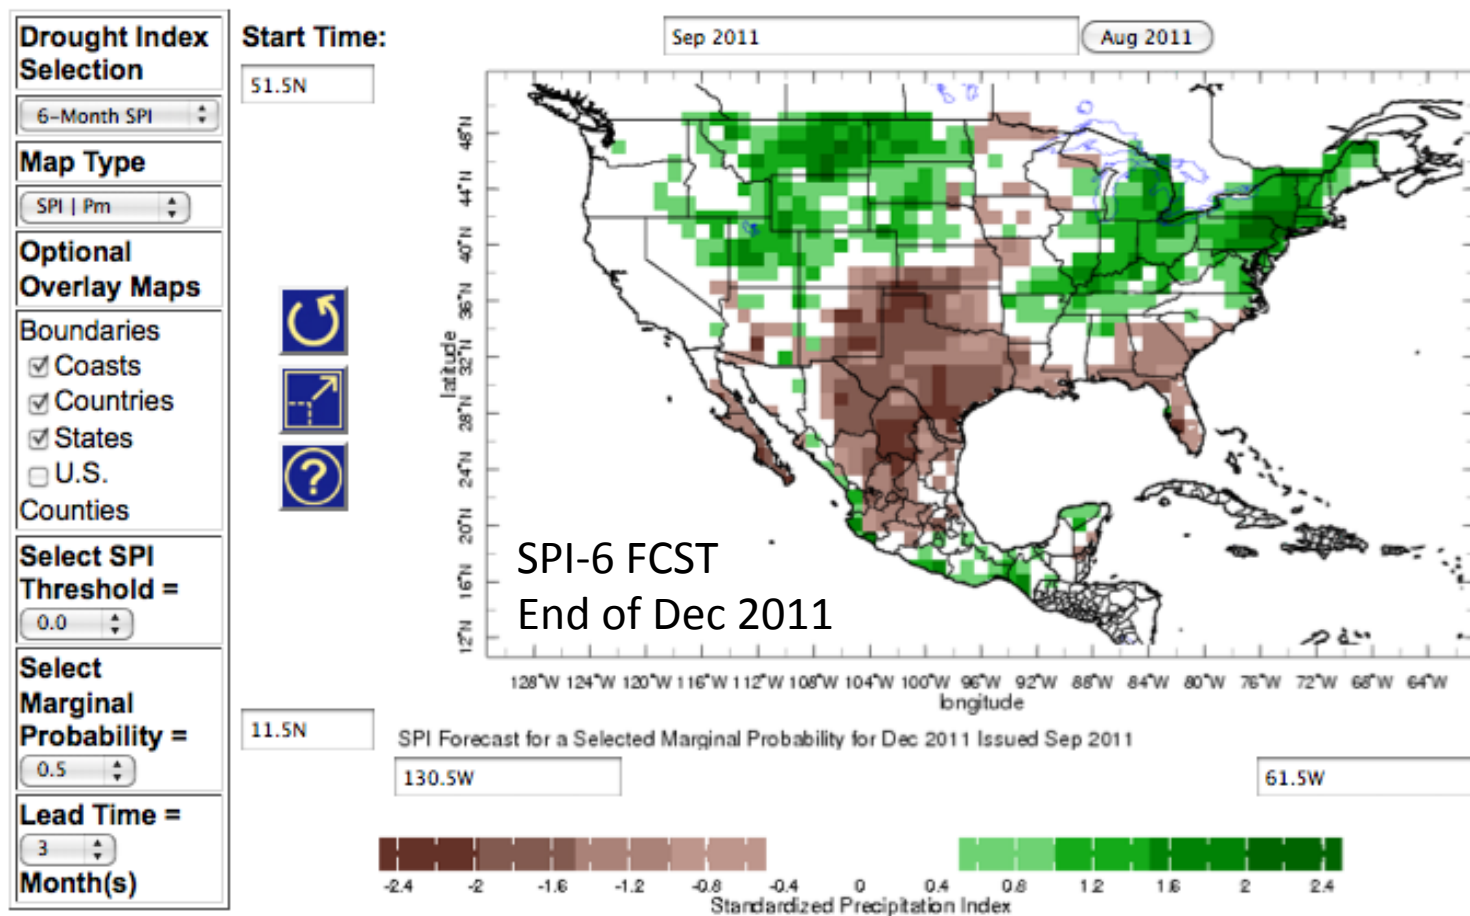 Drought Index
Selection
6-Month SPI
Map Type
SPI | Pm
Optional
Overlay Maps
Boundaries
Coasts
Countries
States
U.S.
Counties
Select SPI
Threshold =
0.0
Select
Marginal
Probability =
0.5
Lead Time =
3
Month(s)
Start Time:
Sep 2011
Aug 2011
51.5N
?
11.5N
latitude
48°N
44°N
40°N
36°N
32°N
28°N
24°N
20°N
16°N
12°N
SPI-6 FCST
End of Dec 2011
128°W 124°W 120°W 116°W 112°W 108°W 104°W 100°W 96°W 92°W 88°W 84°W 80°W 76°W 72°W 68°W 64°W
longitude
SPI Forecast for a Selected Marginal Probability for Dec 2011 Issued Sep 2011
130.5W
61.5W
-2.4 -2 -1.6 -1.2 -0.8 -0.4 0 0.4 0.8 1.2 1.6 2 2.4
Standardized Precipitation Index